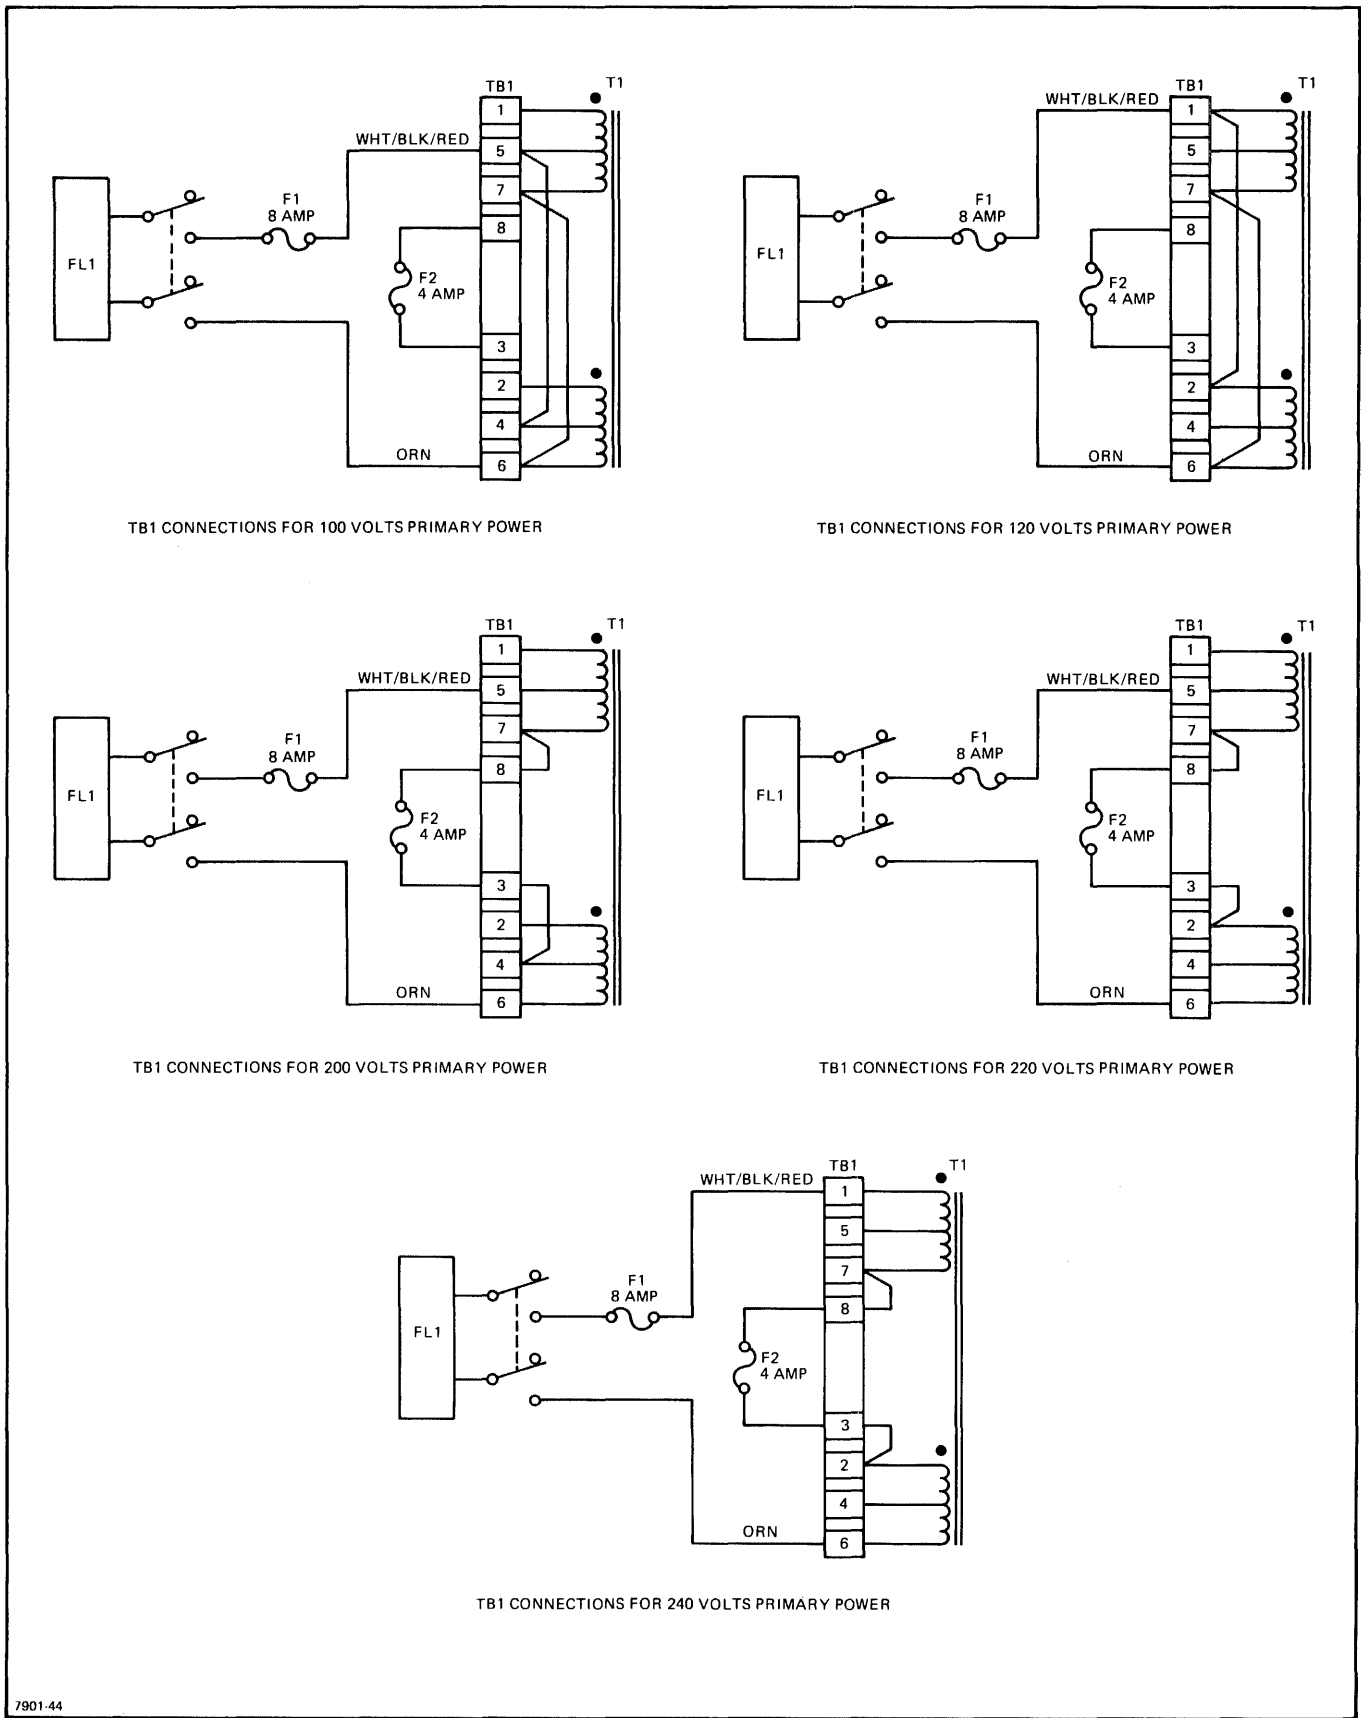 TB1
T1
1
WHT/BLK/RED
5
7
F1
8 AMP
8
FL1
F2
4 AMP
3
2
4
ORN
6
TB1 CONNECTIONS FOR 100 VOLTS PRIMARY POWER
TB1
T1
WHT/BLK/RED
1
5
7
F1
8 AMP
8
FL1
F2
4 AMP
3
2
4
ORN
6
TB1 CONNECTIONS FOR 120 VOLTS PRIMARY POWER
TB1
T1
1
WHT/BLK/RED
5
7
F1
8 AMP
8
FL1
F2
4 AMP
3
2
4
ORN
6
TB1 CONNECTIONS FOR 200 VOLTS PRIMARY POWER
TB1
T1
1
WHT/BLK/RED
5
7
F1
8 AMP
8
FL1
F2
4 AMP
3
2
4
ORN
6
TB1 CONNECTIONS FOR 220 VOLTS PRIMARY POWER
TB1
T1
WHT/BLK/RED
1
5
7
F1
8 AMP
8
FL1
F2
4 AMP
3
2
4
ORN
6
TB1 CONNECTIONS FOR 240 VOLTS PRIMARY POWER
7901-44